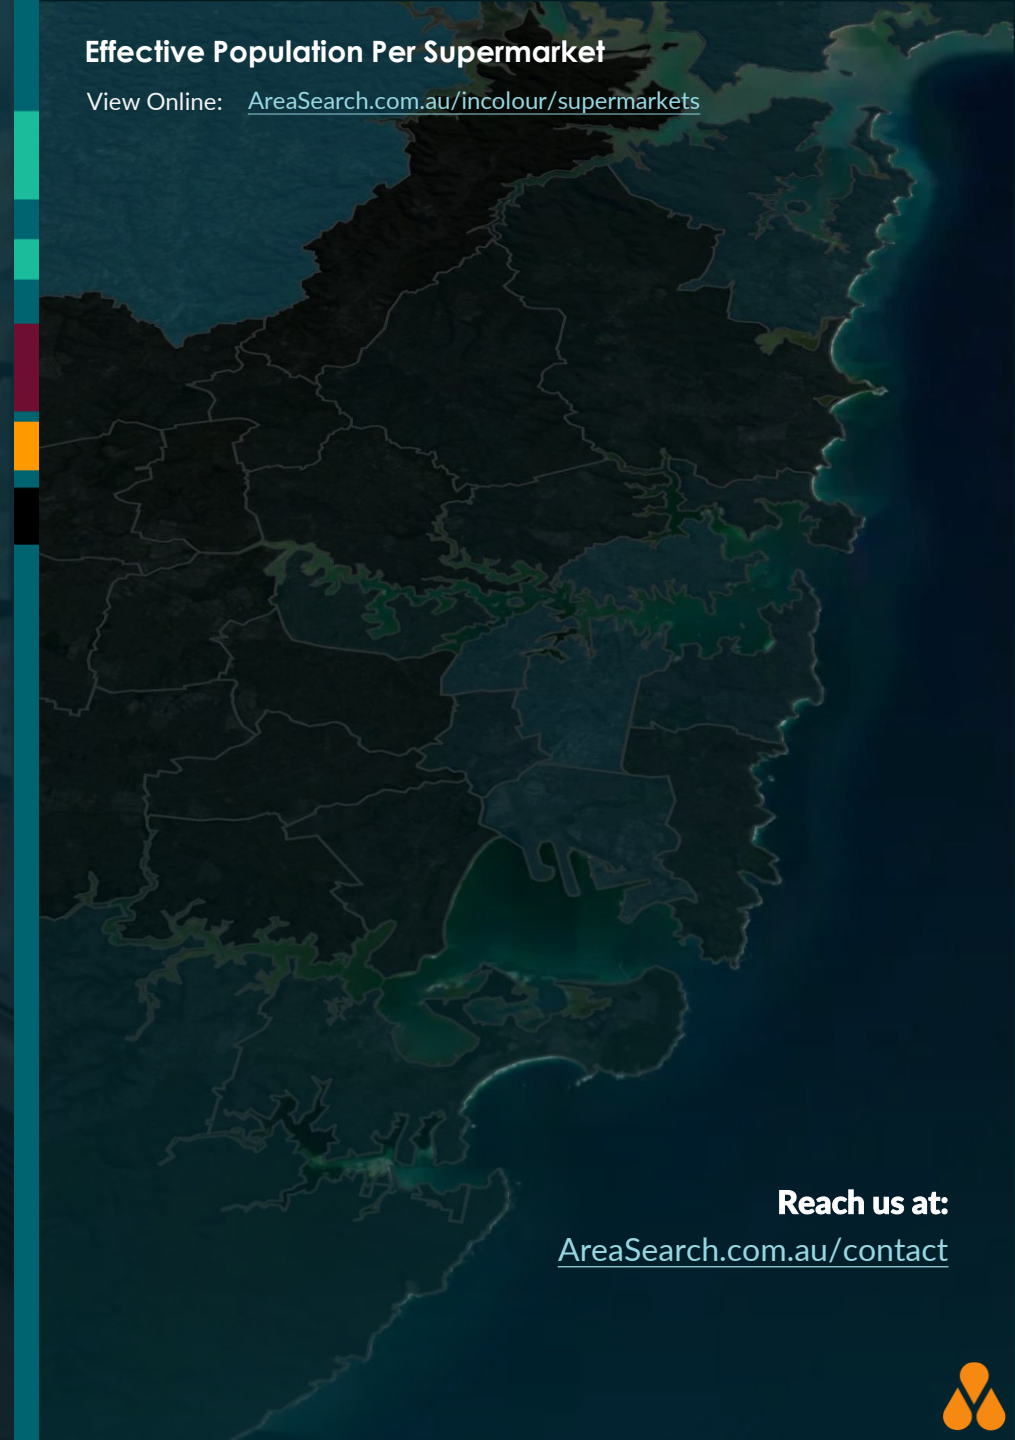 Effective Population Per Supermarket
View Online: AreaSearch.com.au/incolour/supermarkets
Reach us at:
AreaSearch.com.au/contact